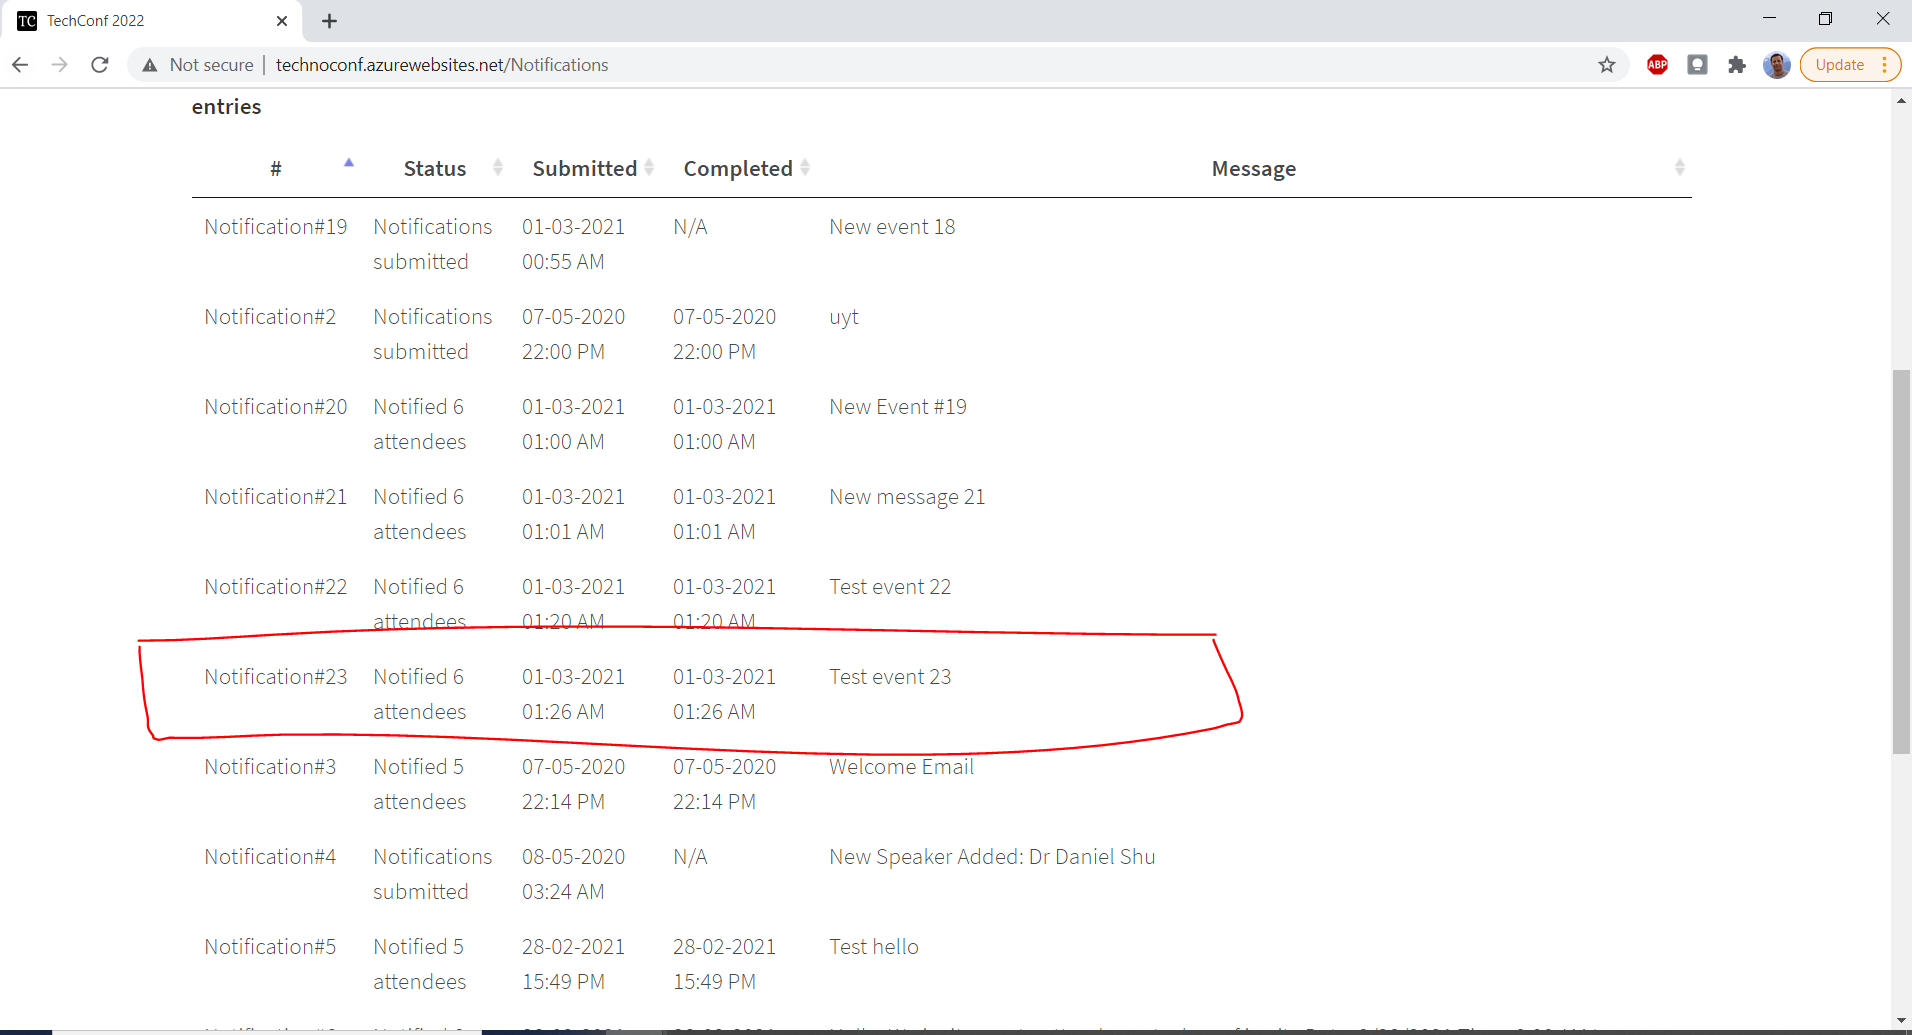 TC TechConf 2022
Not secure | technoconf.azurewebsites.net/Notifications ABP Update
entries
# Status Submitted Completed Message
Notification#19 Notifications 01-03-2021 N/A New event 18
submitted 00:55 AM
Notification#2 Notifications 07-05-2020 07-05-2020 uyt
submitted 22:00 PM 22:00 PM
Notification#20 Notified 6 01-03-2021 01-03-2021 New Event #19
attendees 01:00 AM 01:00 AM
Notification#21 Notified 6 01-03-2021 01-03-2021 New message 21
attendees 01:01 AM 01:01 AM
Notification#22 Notified 6 01-03-2021 01-03-2021 Test event 22
attendees 01:20 AM 01:20 AM
Notification#23 Notified 6 01-03-2021 01-03-2021 Test event 23
attendees 01:26 AM 01:26 AM
Notification#3 Notified 5 07-05-2020 07-05-2020 Welcome Email
attendees 22:14 PM 22:14 PM
Notification#4 Notifications 08-05-2020 N/A New Speaker Added: Dr Daniel Shu
submitted 03:24 AM
Notification#5 Notified 5 28-02-2021 28-02-2021 Test hello
attendees 15:49 PM 15:49 PM